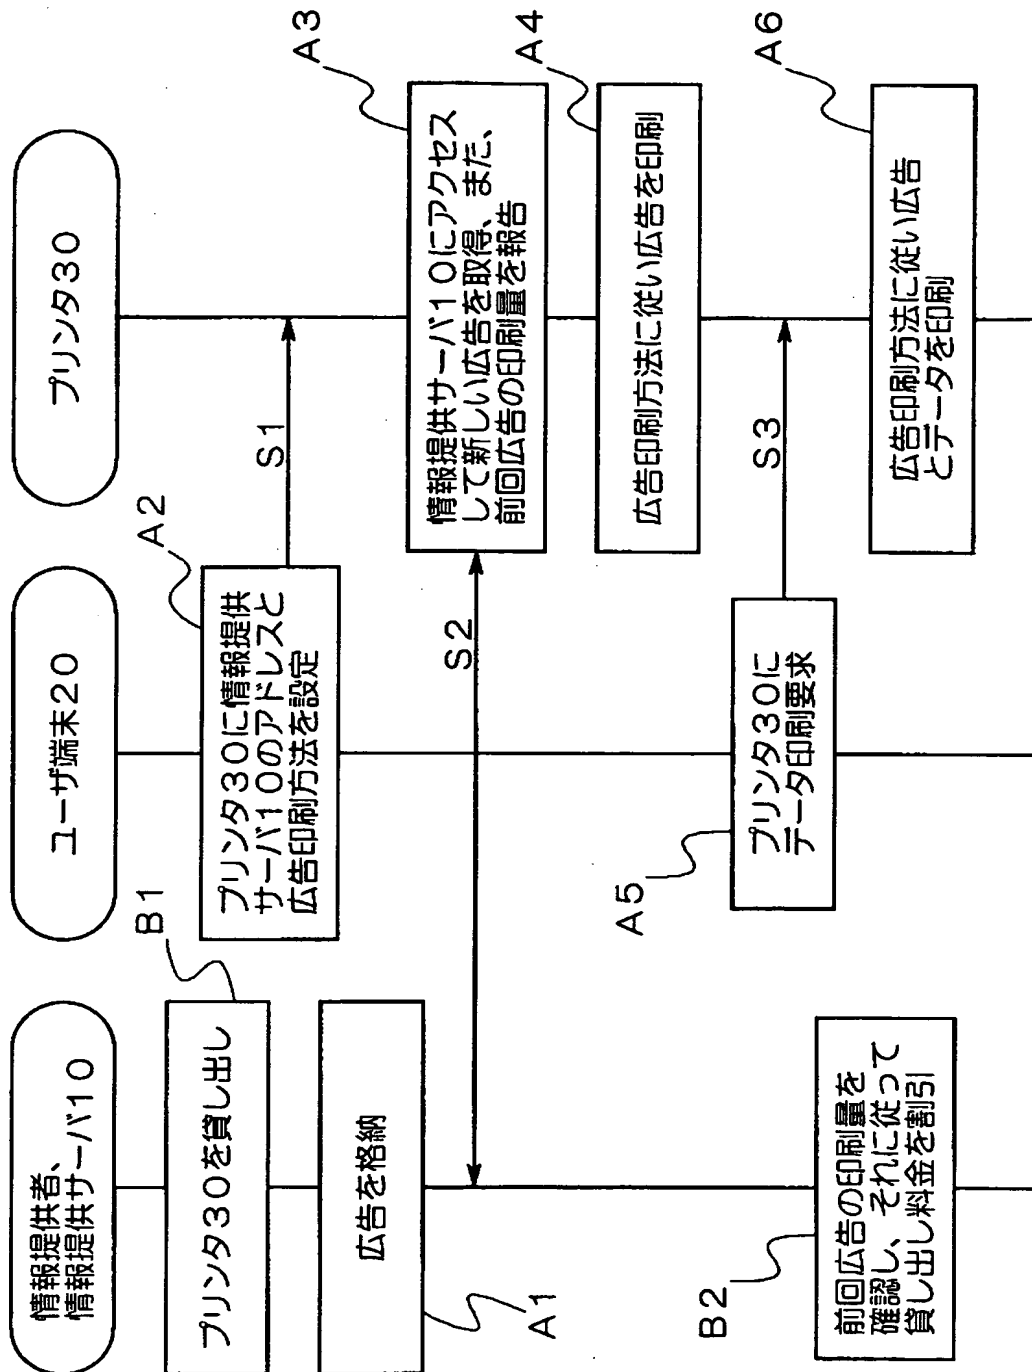 情報提供者、
情報提供サーバ10
ユーザ端末20
プリンタ30
プリンタ30を貸し出し
B1
広告を格納
A1
プリンタ30に情報提供
サーバ10のアドレスと
広告印刷方法を設定
A2
S1
S2
情報提供サーバ10にアクセス
して新しい広告を取得、また、
前回広告の印刷量を報告
A3
広告印刷方法に従い広告を印刷
A4
プリンタ30に
データ印刷要求
A5
S3
広告印刷方法に従い広告
とデータを印刷
A6
前回広告の印刷量を
確認し、それに従って
貸し出し料金を割引
B2